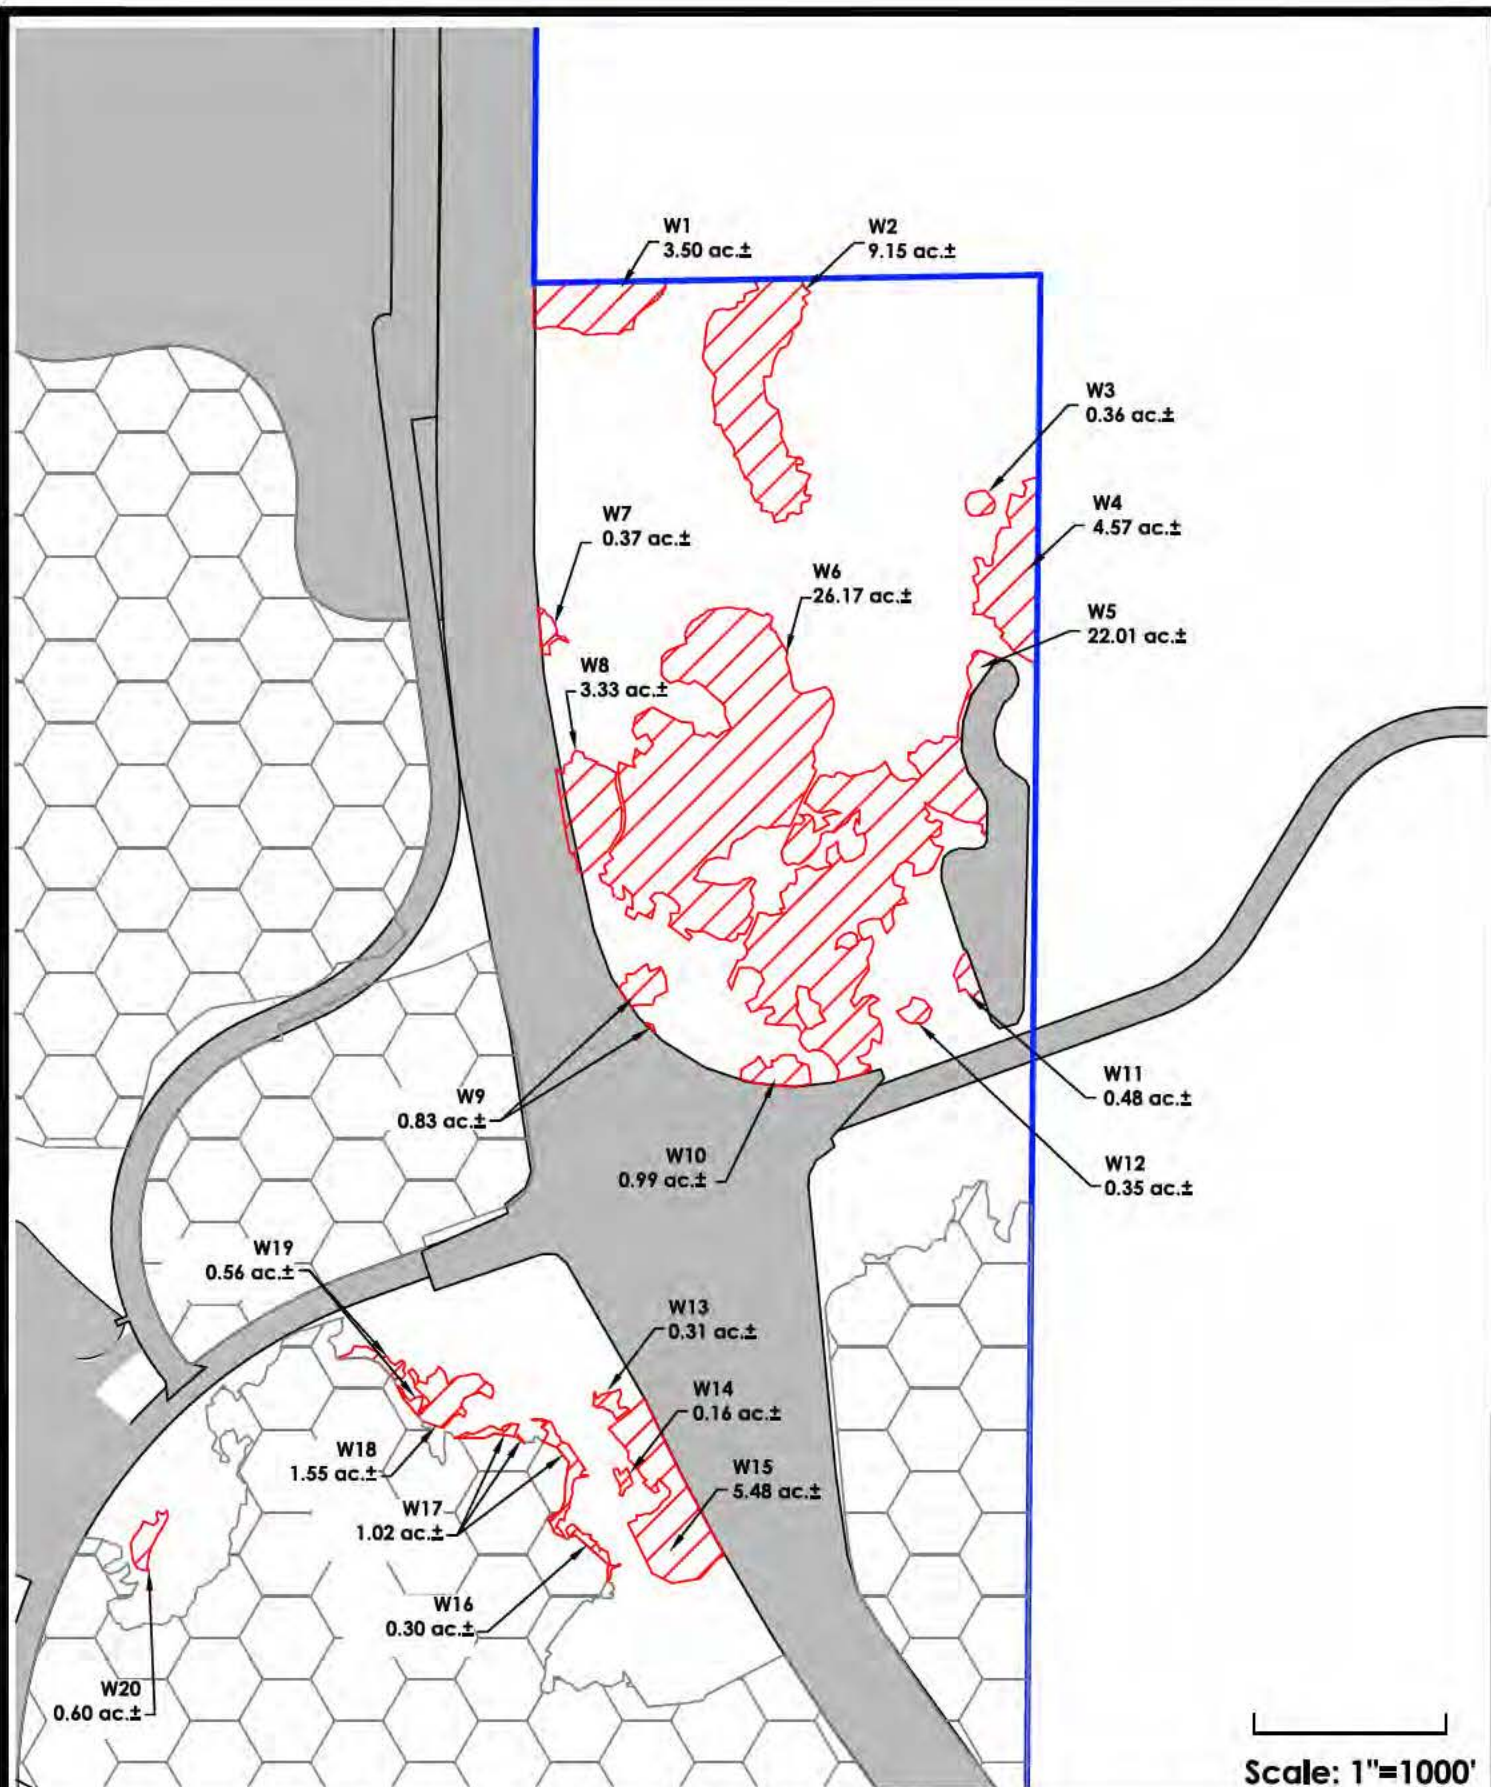 W1
3.50 ac.±
W2
9.15 ac.±
W3
0.36 ac.±
W4
4.57 ac.±
W7
0.37 ac.±
W6
26.17 ac.±
W5
22.01 ac.±
W8
3.33 ac.±
W9
0.83 ac.±
W11
0.48 ac.±
W10
0.99 ac.±
W12
0.35 ac.±
W19
0.56 ac.±
W13
0.31 ac.±
W14
0.16 ac.±
W18
1.55 ac.±
W15
5.48 ac.±
W17
1.02 ac.±
W16
0.30 ac.±
W20
0.60 ac.±
Scale: 1"=1000'